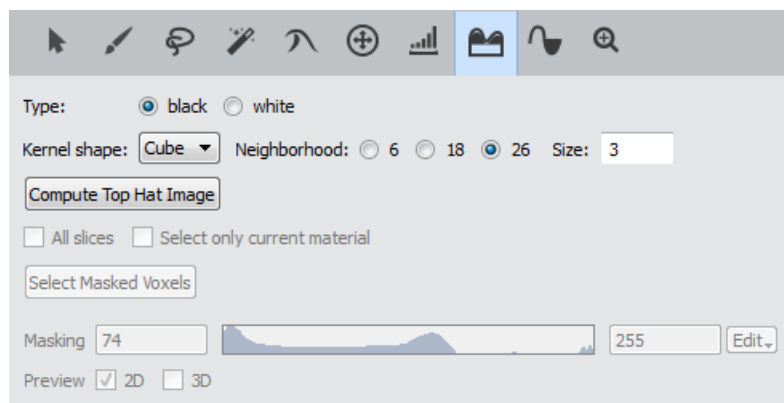 Type: black white
Kernel shape: Cube Neighborhood: 6 18 26 Size: 3
Compute Top Hat Image
All slices Select only current material
Select Masked Voxels
Masking 74 255 Edit
Preview 2D 3D